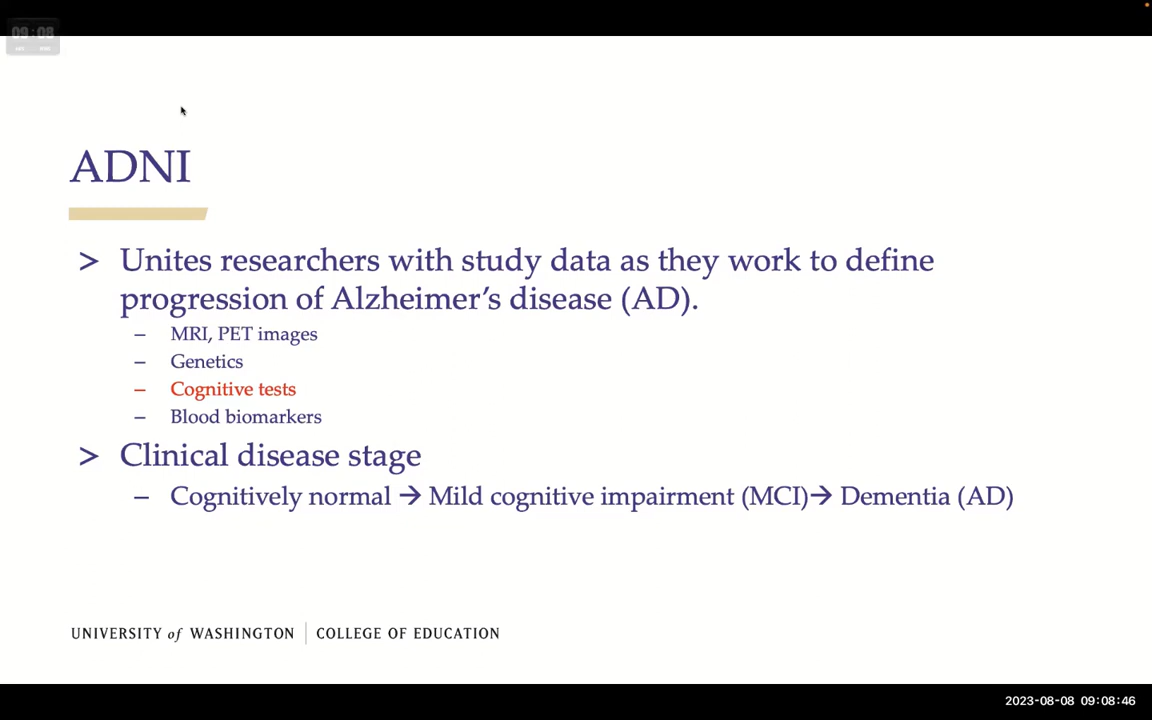 09:08
ADNI
> Unites researchers with study data as they work to define
progression of Alzheimer’s disease (AD).
– MRI, PET images
– Genetics
– Cognitive tests
– Blood biomarkers
> Clinical disease stage
– Cognitively normal → Mild cognitive impairment (MCI)→ Dementia (AD)
UNIVERSITY of WASHINGTON | COLLEGE OF EDUCATION
2023-08-08 09:08:46